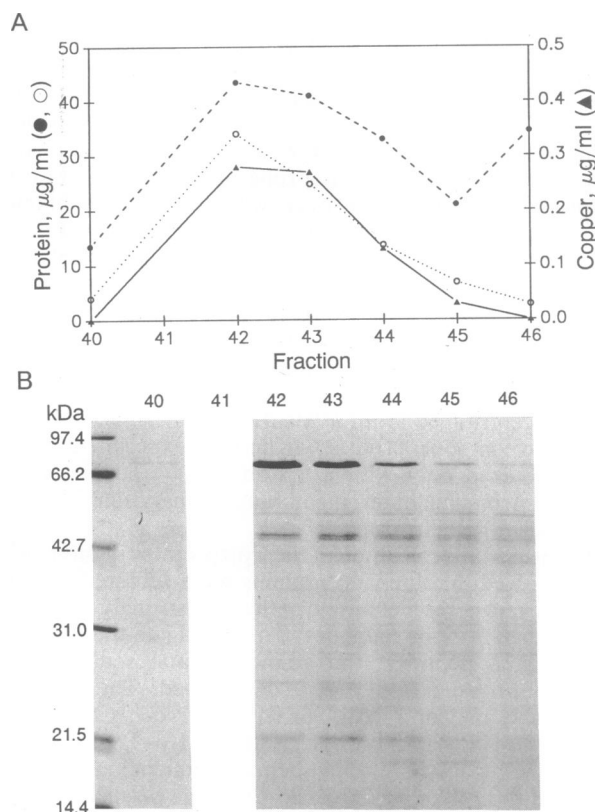 A
50
40
30
20
10
0
Protein, µg/ml (●, ○)
0.5
0.4
0.3
0.2
0.1
0.0
Copper, µg/ml (▲)
40 41 42 43 44 45 46
Fraction
B
kDa 40 41 42 43 44 45 46
97.4
66.2
42.7
31.0
21.5
14.4